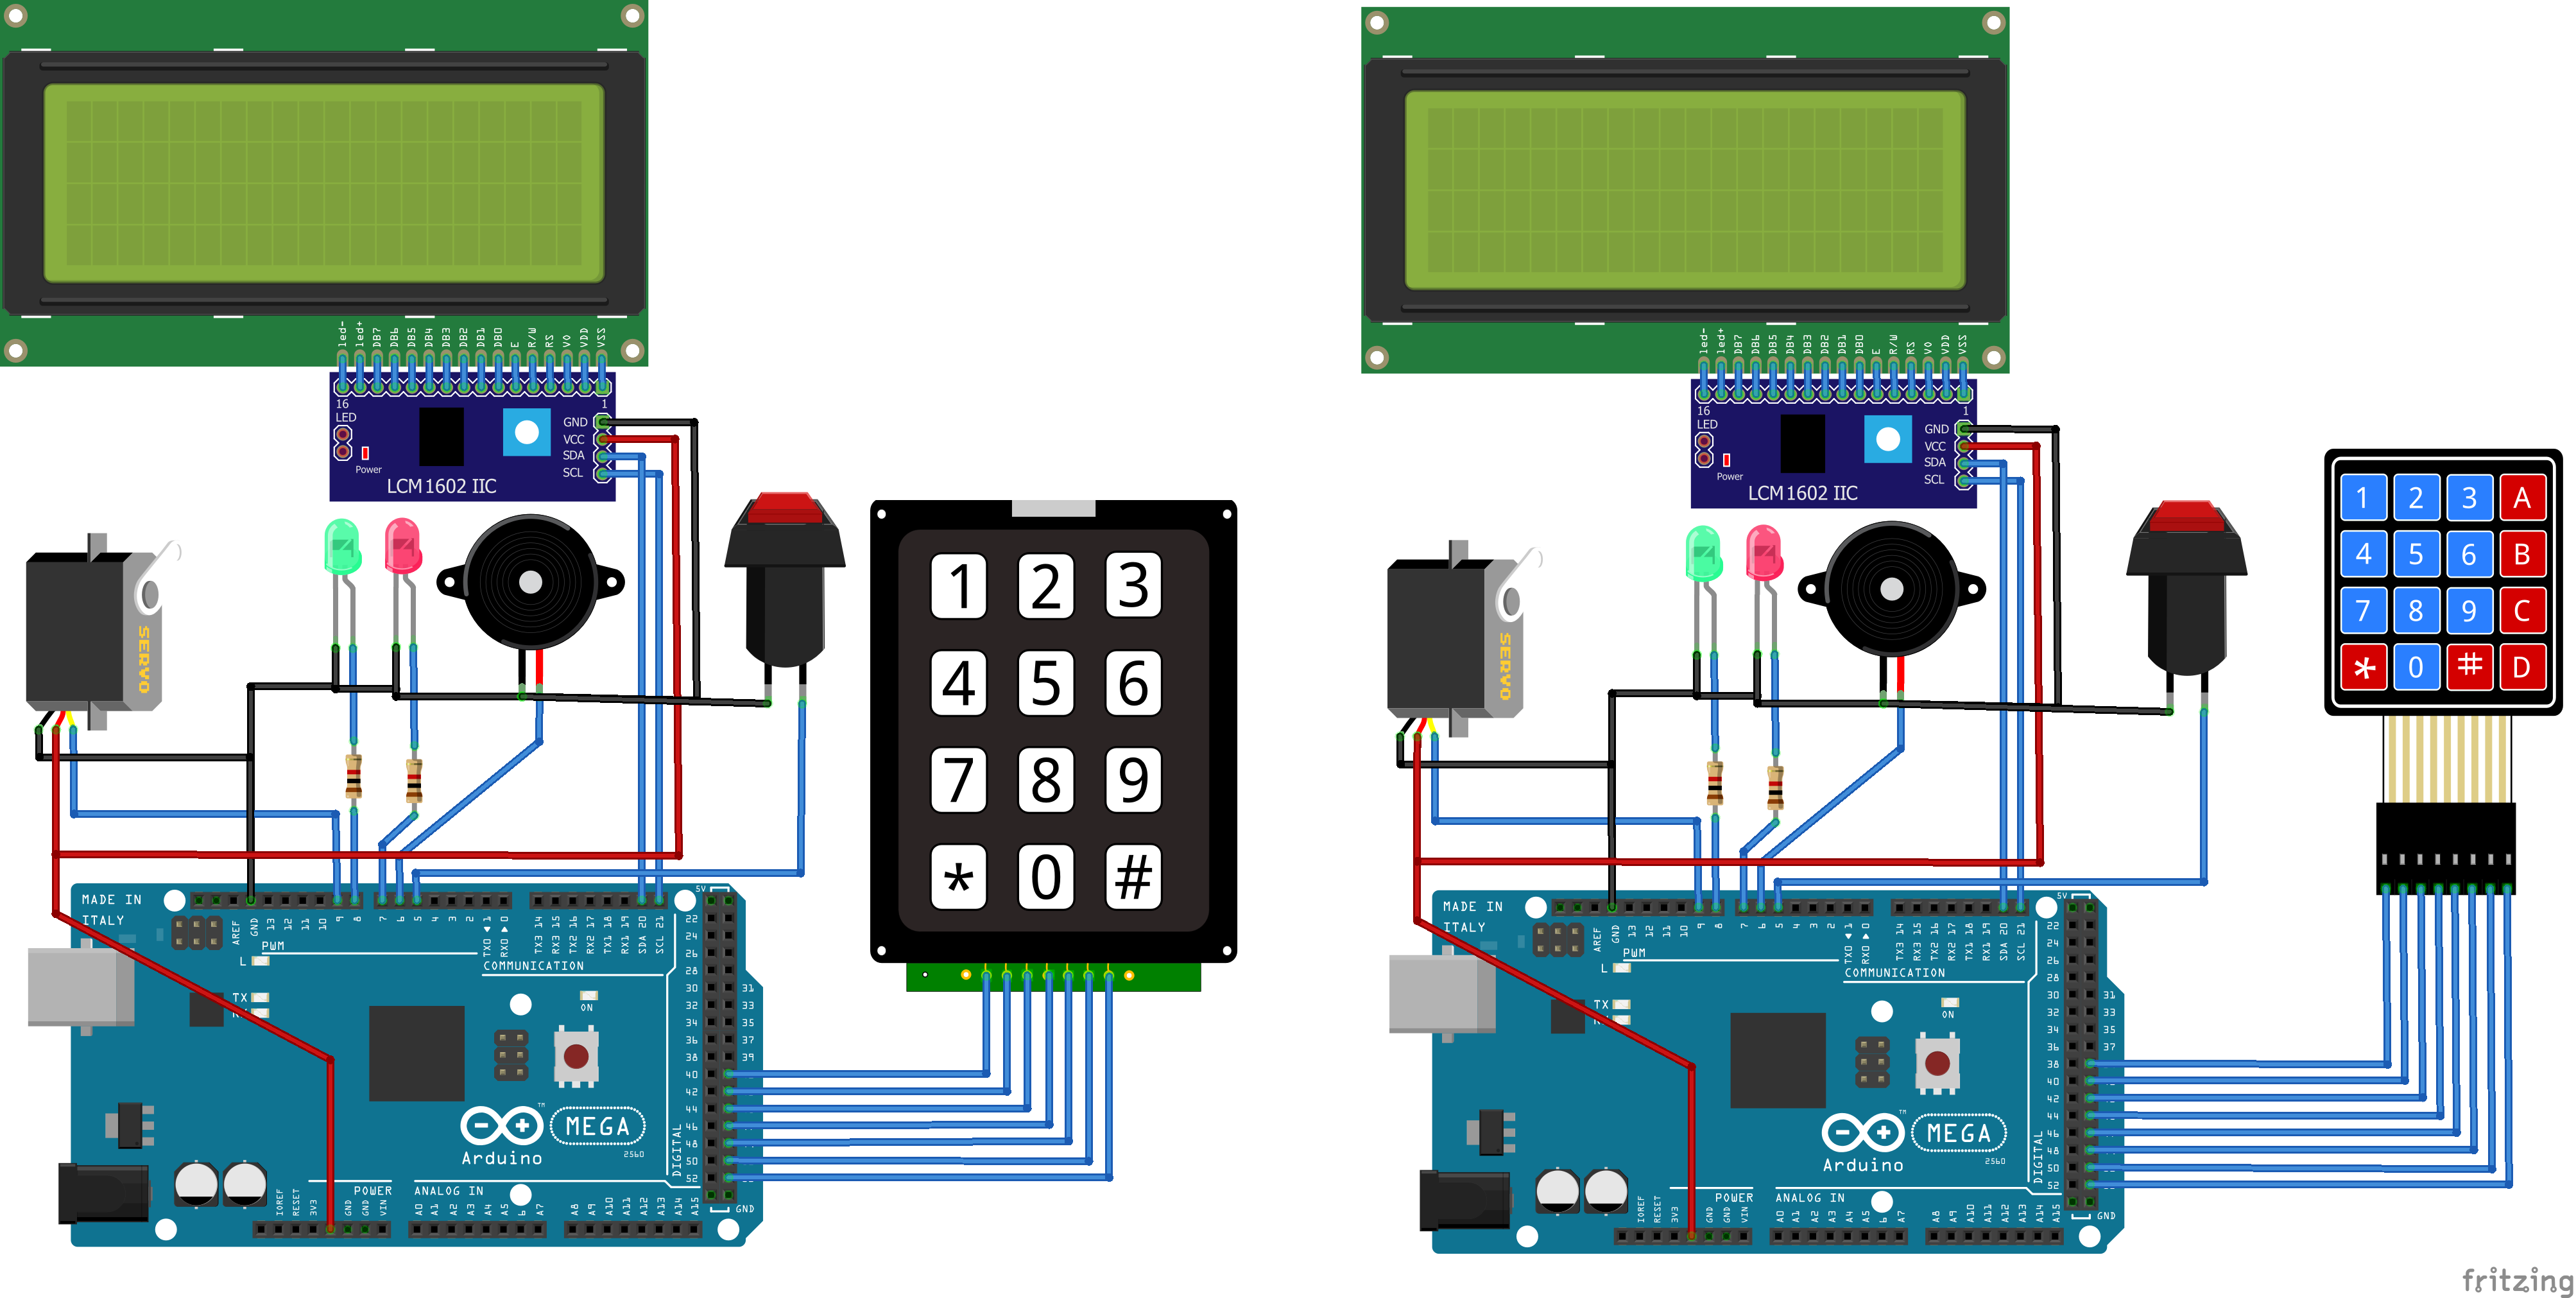 led- led+ DB7 DB6 DB5 DB4 DB3 DB2 DB1 DB0 E R/W RS V0 VDD VSS
16 1
LED
GND
VCC
SDA
SCL
Power
LCM1602 IIC
SERVO
1 2 3
4 5 6
7 8 9
* 0 #
MADE IN
ITALY
AREF GND 13 12 11 10 9 8 7 6 5 4 3 2 TX0 ◄ 1 RX0 ► 0 TX3 14 RX3 15 TX2 16 RX2 17 TX1 18 RX1 19 SDA 20 SCL 21
5V
PWM
COMMUNICATION
L
TX
ON
22
24
26
28
30 31
32 33
34 35
36 37
38 39
40
42
44
46
48
50
52
DIGITAL
GND
MEGA
TM
Arduino
2560
POWER
ANALOG IN
IOREF RESET 3V3 GND GND VIN A0 A1 A2 A3 A4 A5 6 A7 A8 A9 A10 A11 A12 A13 A14 A15
led- led+ DB7 DB6 DB5 DB4 DB3 DB2 DB1 DB0 E R/W RS V0 VDD VSS
16 1
LED
GND
VCC
SDA
SCL
Power
LCM1602 IIC
SERVO
1 2 3 A
4 5 6 B
7 8 9 C
* 0 # D
MADE IN
ITALY
AREF GND 13 12 11 10 9 8 7 6 5 4 3 2 TX0 ◄ 1 RX0 ► 0 TX3 14 RX3 15 TX2 16 RX2 17 TX1 18 RX1 19 SDA 20 SCL 21
5V
PWM
COMMUNICATION
L
TX
ON
22
24
26
28
30 31
32 33
34 35
36 37
38
40
42
44
46
48
50
52
DIGITAL
GND
MEGA
TM
Arduino
2560
POWER
ANALOG IN
IOREF RESET 3V3 GND GND VIN A0 A1 A2 A3 A4 A5 6 A7 A8 A9 A10 A11 A12 A13 A14 A15
fritzing